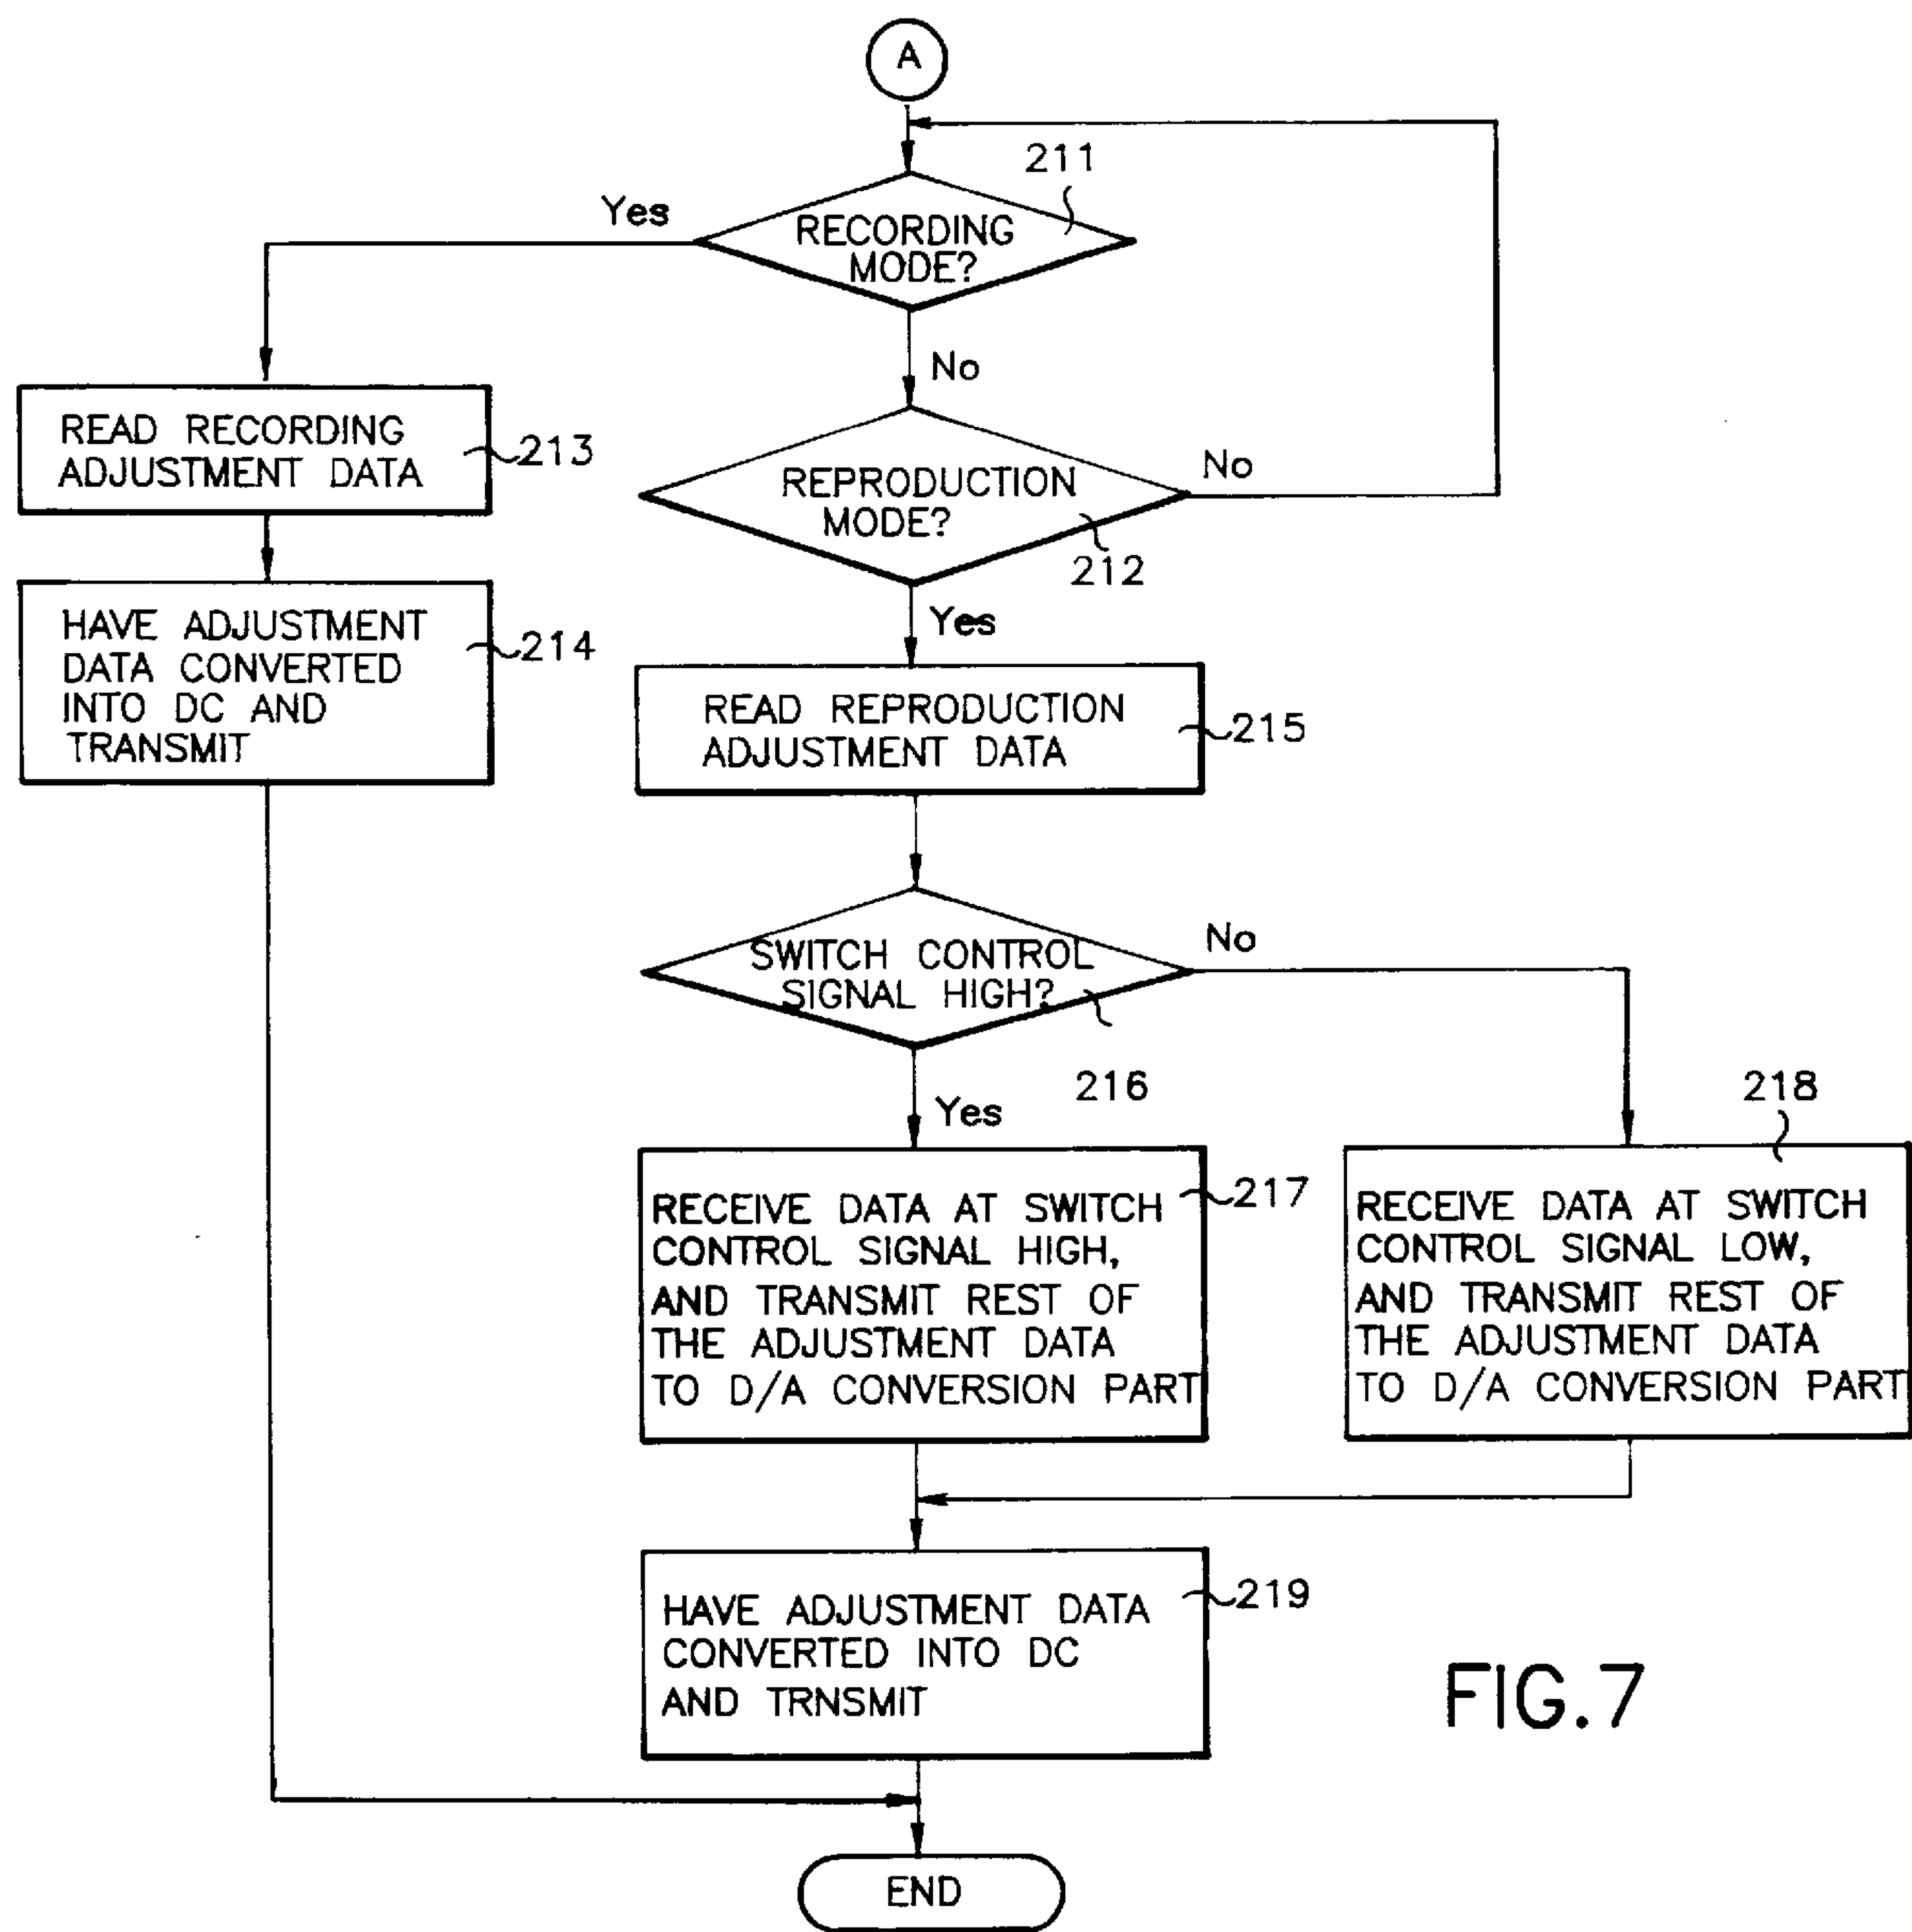 A
211
Yes
RECORDING
MODE?
No
READ RECORDING
ADJUSTMENT DATA
213
REPRODUCTION
MODE?
No
212
HAVE ADJUSTMENT
DATA CONVERTED
INTO DC AND
TRANSMIT
214
Yes
READ REPRODUCTION
ADJUSTMENT DATA
215
SWITCH CONTROL
SIGNAL HIGH?
No
216
Yes
218
RECEIVE DATA AT SWITCH
CONTROL SIGNAL HIGH,
AND TRANSMIT REST OF
THE ADJUSTMENT DATA
TO D/A CONVERSION PART
217
RECEIVE DATA AT SWITCH
CONTROL SIGNAL LOW,
AND TRANSMIT REST OF
THE ADJUSTMENT DATA
TO D/A CONVERSION PART
HAVE ADJUSTMENT DATA
CONVERTED INTO DC
AND TRNSMIT
219
FIG.7
END